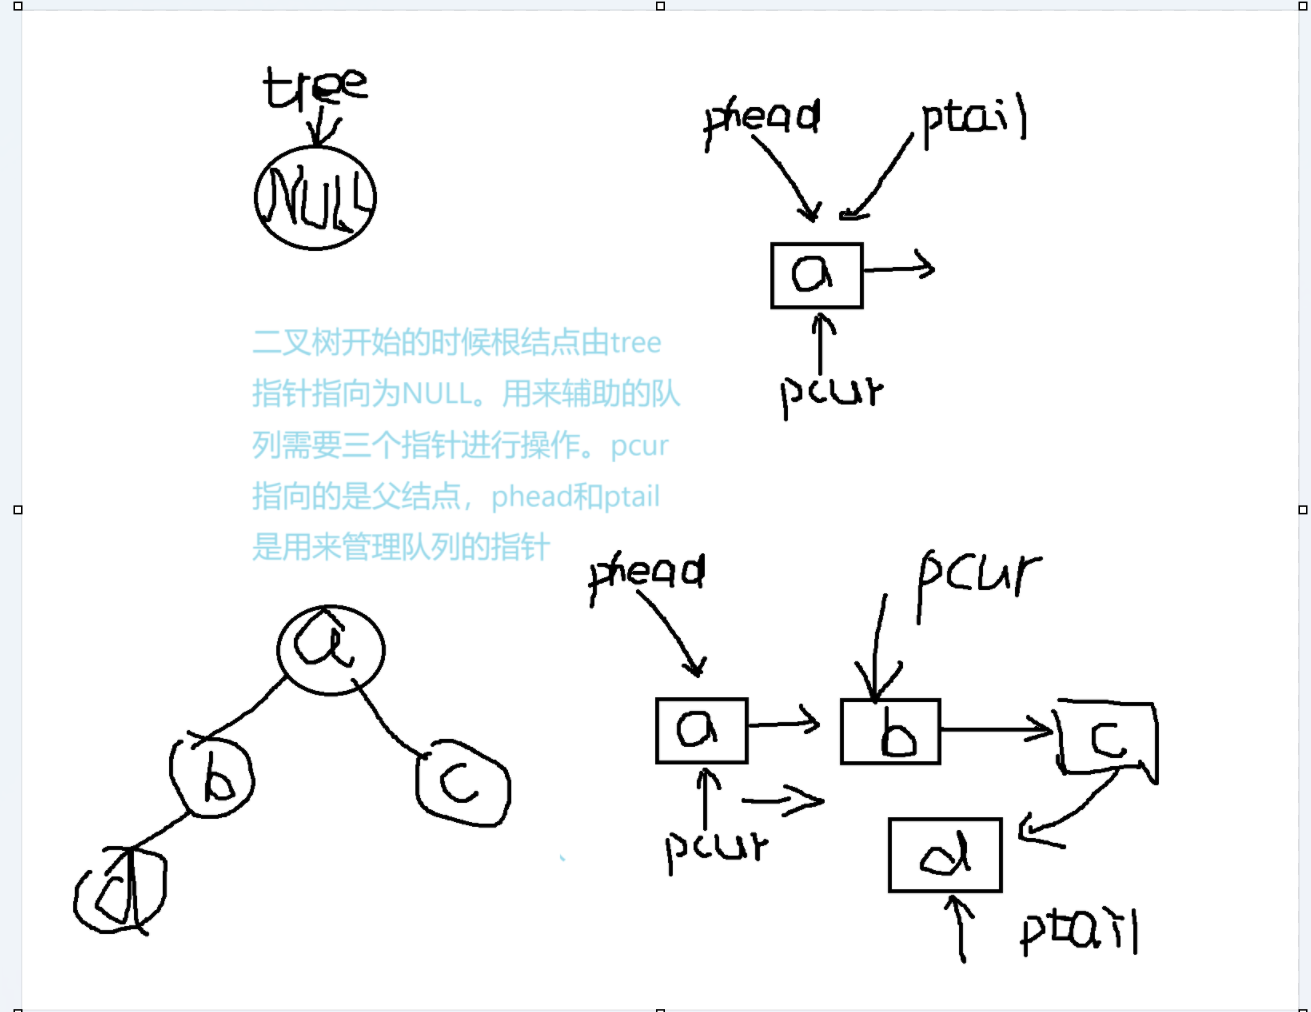 tree
NULL
phead
ptail
a
pcur
二叉树开始的时候根结点由tree
指针指向为NULL。用来辅助的队
列需要三个指针进行操作。pcur
指向的是父结点，phead和ptail
是用来管理队列的指针
phead
pcur
a
b
c
pcur
d
ptail
a
b
c
d